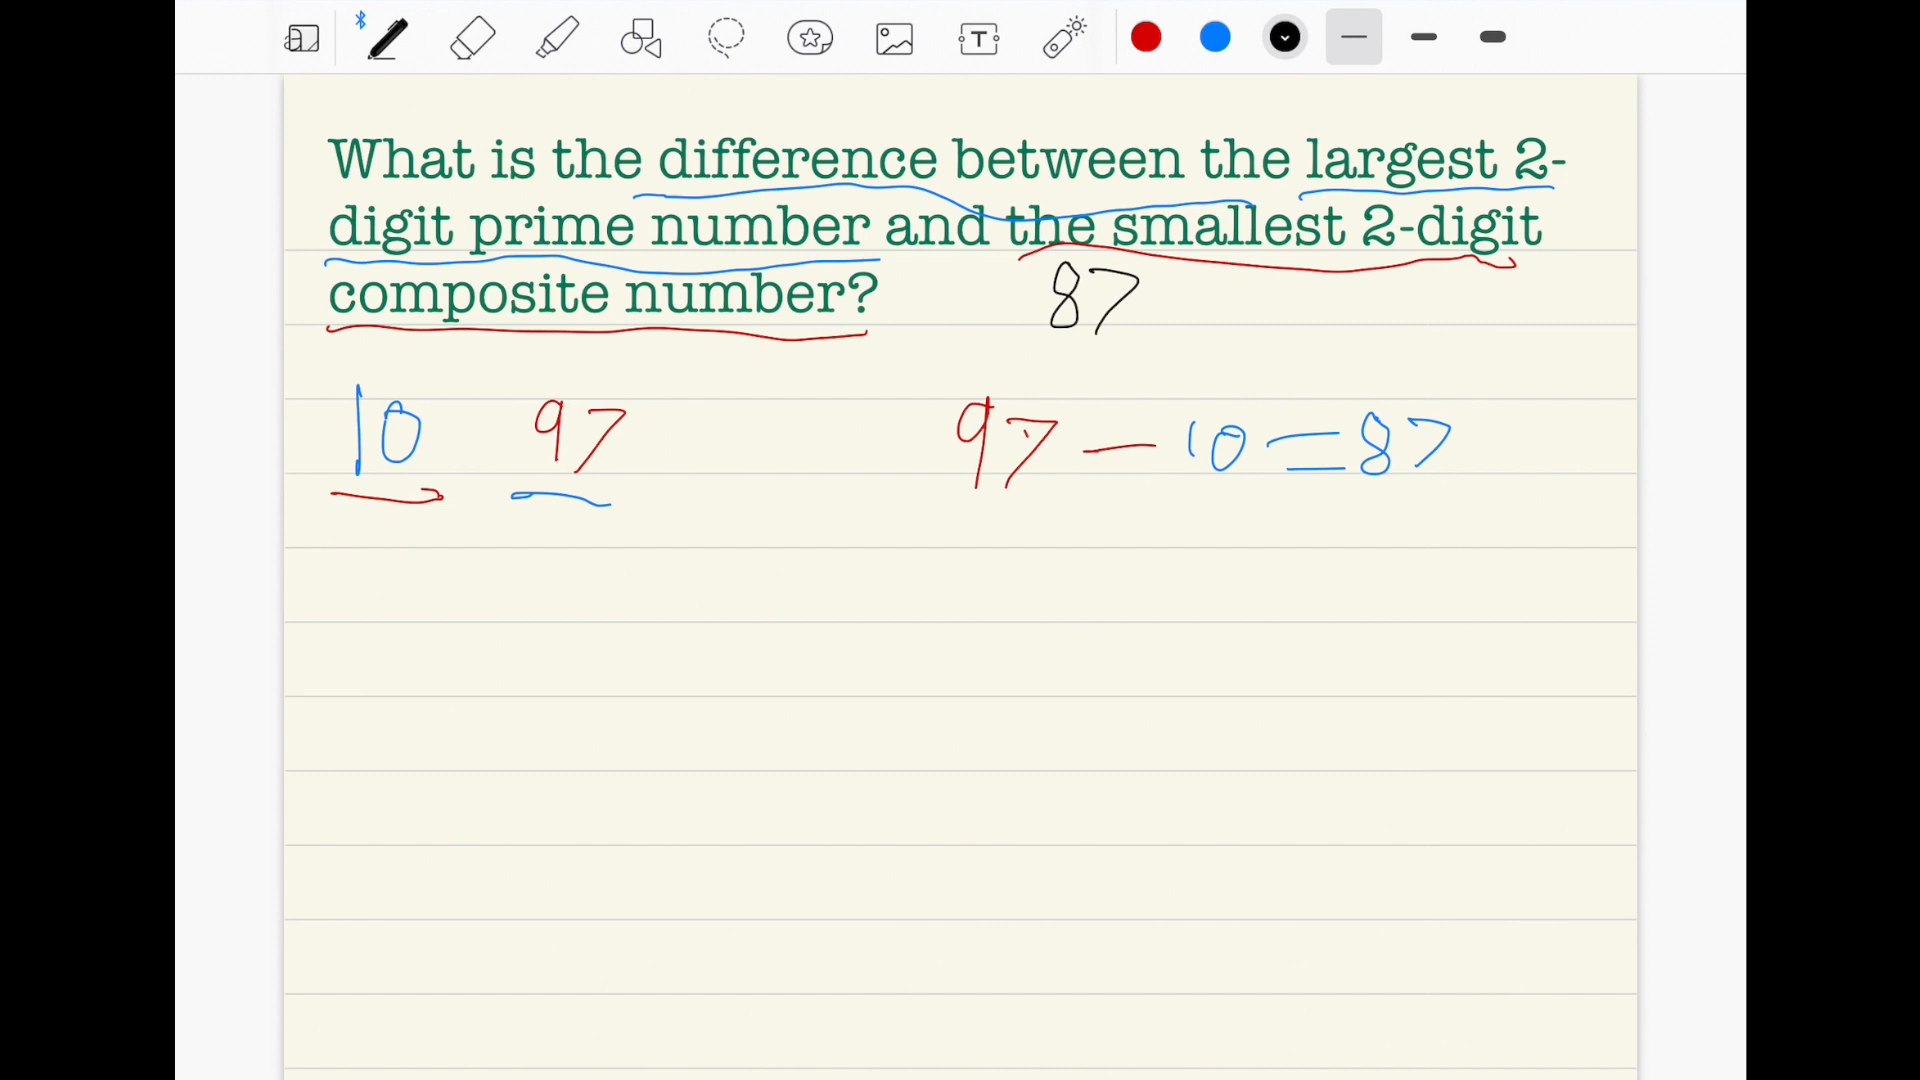 What is the difference between the largest 2-
digit prime number and the smallest 2-digit
composite number?
87
10 97
97 - 10 = 87